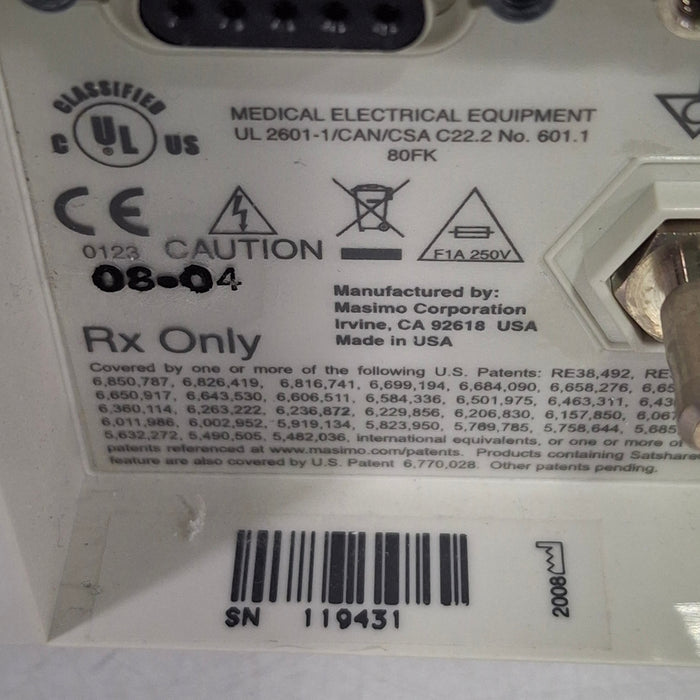 CLASSIFIED
C UL US
MEDICAL ELECTRICAL EQUIPMENT
UL 2601-1/CAN/CSA C22.2 No. 601.1
80FK
CE
0123 CAUTION
F1A 250V
08-04
Manufactured by:
Masimo Corporation
Irvine, CA 92618 USA
Made in USA
Rx Only
Covered by one or more of the following U.S. Patents: RE38,492,
6,850,787, 6,826,419, 6,816,741, 6,699,194, 6,684,090, 6,658,276,
6,650,917, 6,643,530, 6,606,511, 6,584,336, 6,501,975, 6,463,311,
6,360,114, 6,263,222, 6,236,872, 6,229,856, 6,206,830, 6,157,850,
6,011,986, 6,002,952, 5,919,134, 5,823,950, 5,769,785, 5,758,644,
5,632,272, 5,490,505, 5,482,036, international equivalents, or one or more of
patents referenced at www.masimo.com/patents. Products containing Satshare
feature are also covered by U.S. Patent 6,770,028. Other patents pending.
SN 119431
2008